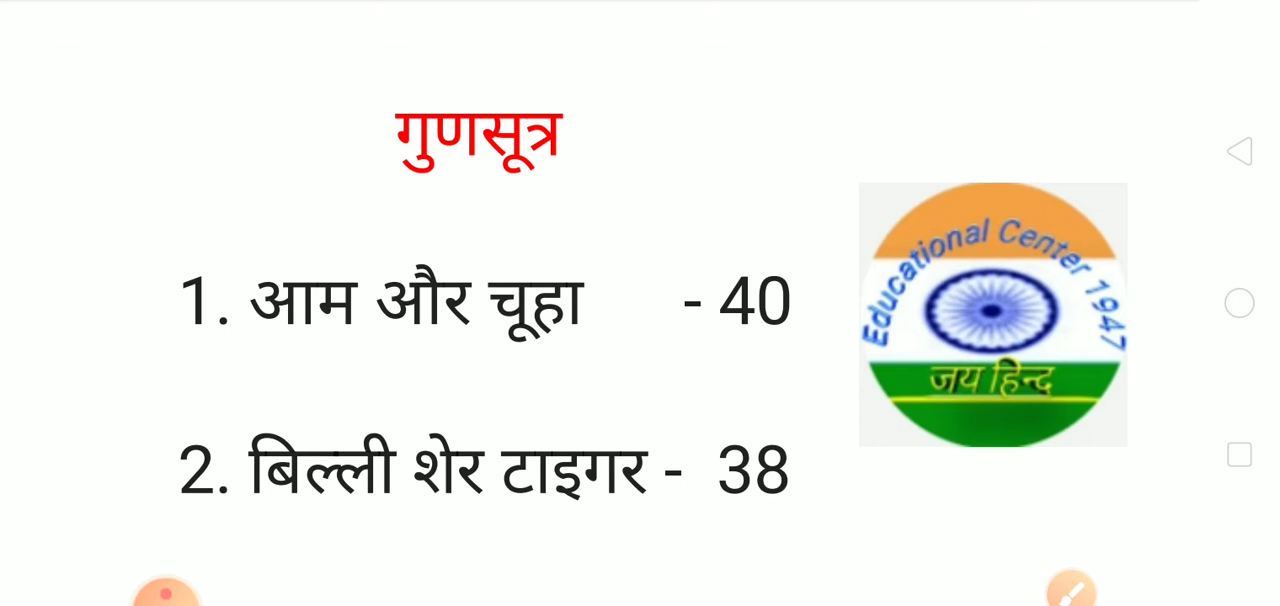 गुणसूत्र
1. आम और चूहा - 40
2. बिल्ली शेर टाइगर - 38
Educational Center 1947
जय हिन्द